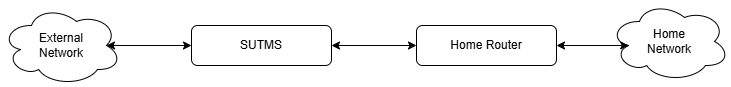 External
Network
SUTMS
Home Router
Home
Network